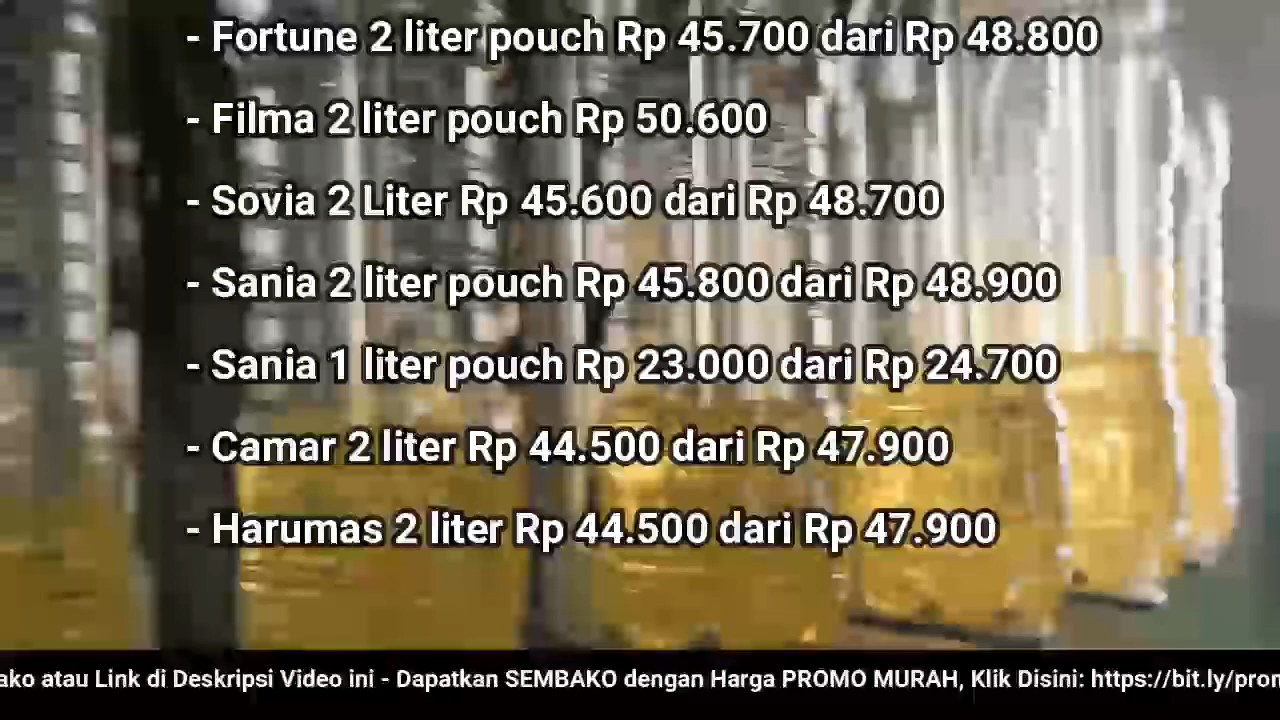 - Fortune 2 liter pouch Rp 45.700 dari Rp 48.800
- Filma 2 liter pouch Rp 50.600
- Sovia 2 Liter Rp 45.600 dari Rp 48.700
- Sania 2 liter pouch Rp 45.800 dari Rp 48.900
- Sania 1 liter pouch Rp 23.000 dari Rp 24.700
- Camar 2 liter Rp 44.500 dari Rp 47.900
- Harumas 2 liter Rp 44.500 dari Rp 47.900
ako atau Link di Deskripsi Video ini - Dapatkan SEMBAKO dengan Harga PROMO MURAH, Klik Disini: https://bit.ly/pro